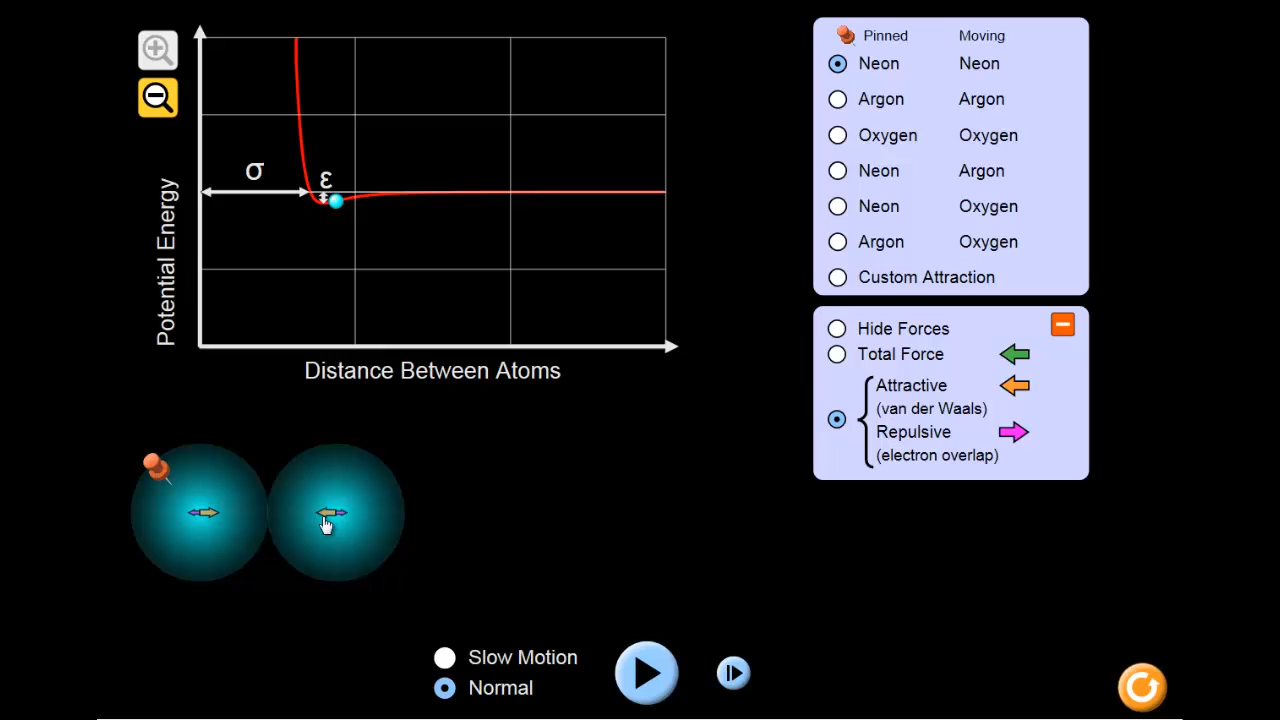 σ
ε
Potential Energy
Distance Between Atoms
Pinned Moving
Neon Neon
Argon Argon
Oxygen Oxygen
Neon Argon
Neon Oxygen
Argon Oxygen
Custom Attraction
Hide Forces
Total Force
Attractive
(van der Waals)
Repulsive
(electron overlap)
Slow Motion
Normal